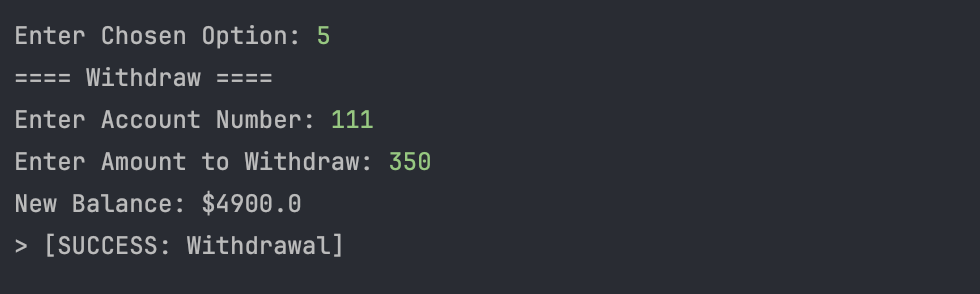 Enter Chosen Option: 5
==== Withdraw ====
Enter Account Number: 111
Enter Amount to Withdraw: 350
New Balance: $4900.0
> [SUCCESS: Withdrawal]